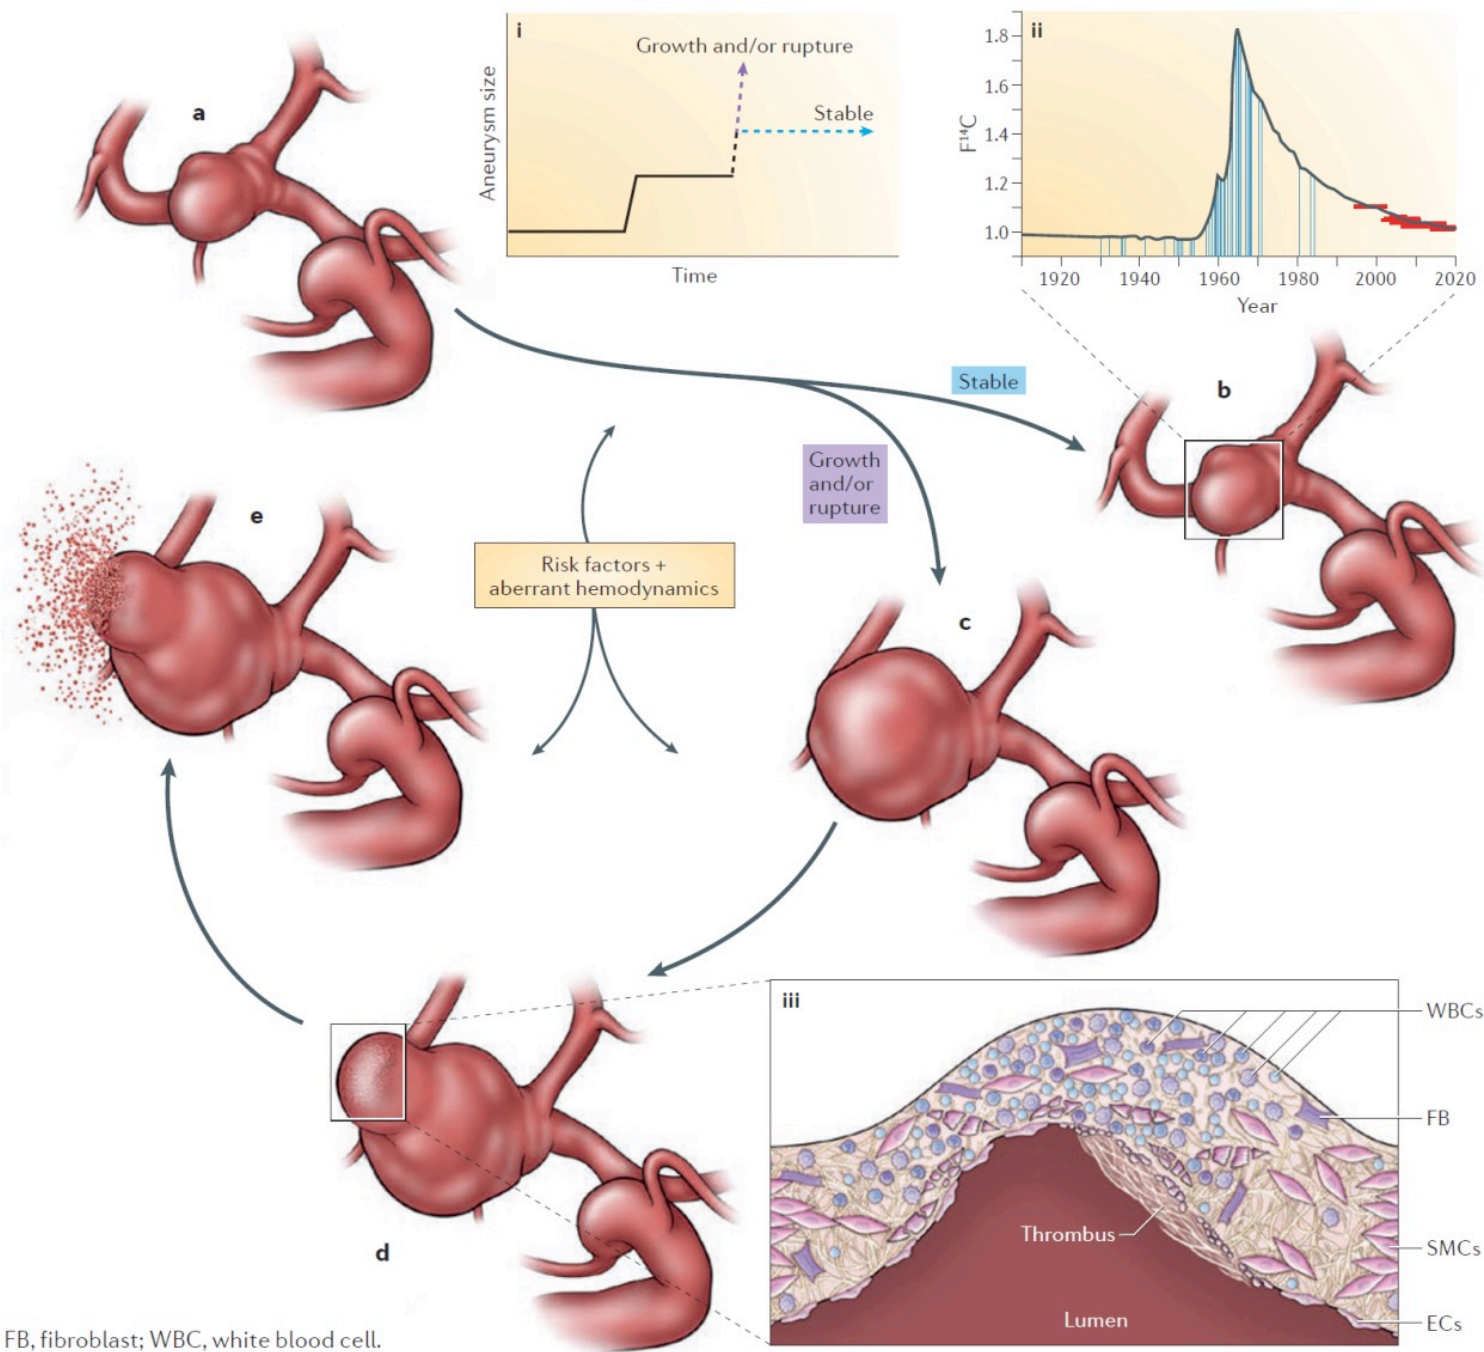 a
i
Growth and/or rupture
Stable
Aneurysm size
Time
ii
F¹⁴C
1.8
1.6
1.4
1.2
1.0
1920 1940 1960 1980 2000 2020
Year
Stable
b
Growth
and/or
rupture
e
Risk factors +
aberrant hemodynamics
c
d
iii
WBCs
FB
Thrombus
SMCs
Lumen
ECs
FB, fibroblast; WBC, white blood cell.